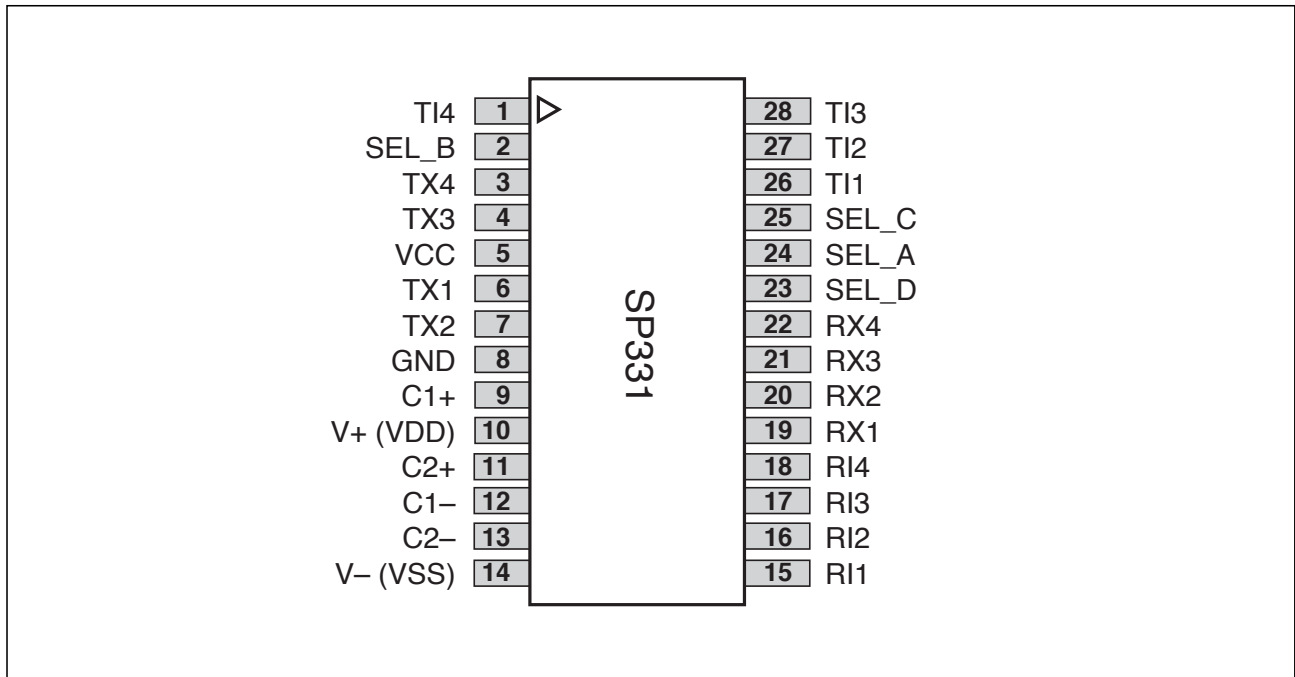 TI4 1 28 TI3
SEL_B 2 27 TI2
TX4 3 26 TI1
TX3 4 25 SEL_C
VCC 5 24 SEL_A
TX1 6 23 SEL_D
TX2 7 22 RX4
GND 8 21 RX3
C1+ 9 20 RX2
V+ (VDD) 10 19 RX1
C2+ 11 18 RI4
C1– 12 17 RI3
C2– 13 16 RI2
V– (VSS) 14 15 RI1
SP331